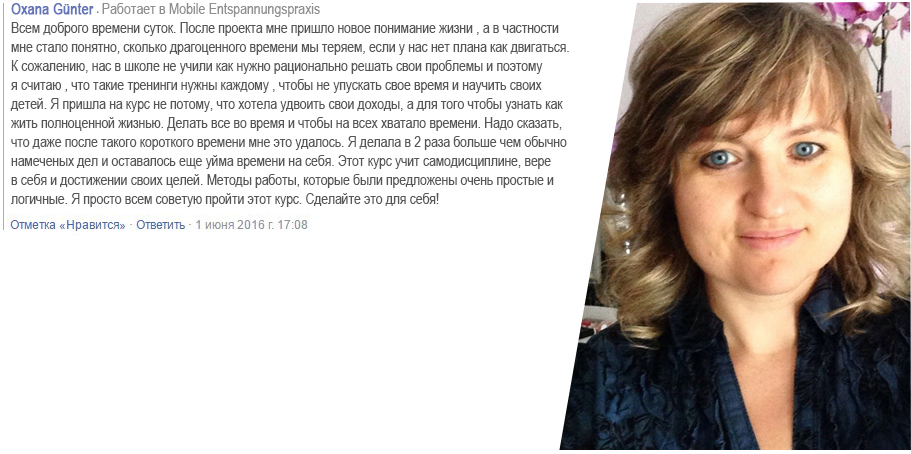 Oxana Günter · Работает в Mobile Entspannungspraxis
Всем доброго времени суток. После проекта мне пришло новое понимание жизни , а в частности
мне стало понятно, сколько драгоценного времени мы теряем, если у нас нет плана как двигаться.
К сожалению, нас в школе не учили как нужно рационально решать свои проблемы и поэтому
я считаю , что такие тренинги нужны каждому , чтобы не упускать свое время и научить своих
детей. Я пришла на курс не потому, что хотела удвоить свои доходы, а для того чтобы узнать как
жить полноценной жизнью. Делать все во время и чтобы на всех хватало времени. Надо сказать,
что даже после такого короткого времени мне это удалось. Я делала в 2 раза больше чем обычно
намеченых дел и оставалось еще уйма времени на себя. Этот курс учит самодисциплине, вере
в себя и достижении своих целей. Методы работы, которые были предложены очень простые и
логичные. Я просто всем советую пройти этот курс. Сделайте это для себя!
Отметка «Нравится» · Ответить · 1 июня 2016 г. 17:08